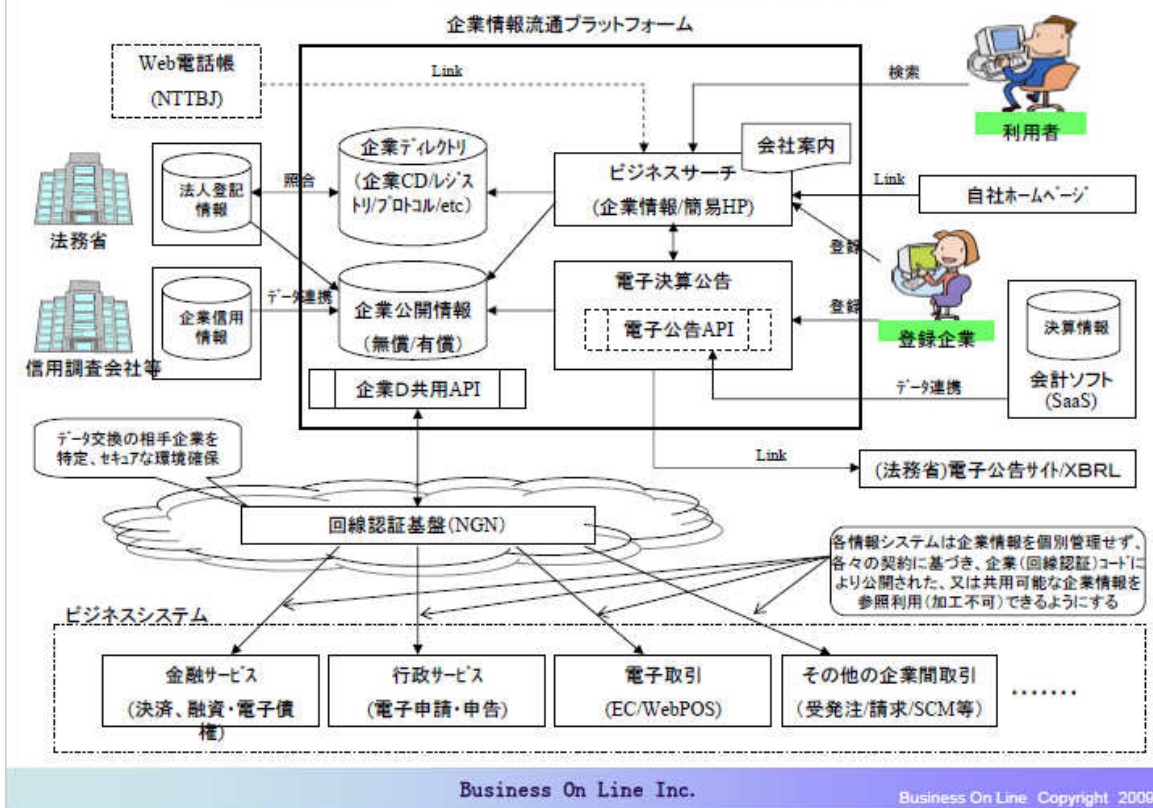 企業情報流通プラットフォーム
Web電話帳
(NTTBJ)
Link
検索
利用者
企業ディレクトリ
(企業CD/レジス
トリ/プロトコル/etc)
会社案内
ビジネスサーチ
(企業情報/簡易HP)
法人登記
情報
照合
法務省
Link
自社ホームページ
登録
電子決算公告
電子公告API
登録
登録企業
企業信用
情報
データ連携
信用調査会社等
企業公開情報
(無償/有償)
決算情報
会計ソフト
(SaaS)
データ連携
企業D共用API
データ交換の相手企業を
特定、セキュアな環境確保
Link
(法務省)電子公告サイト/XBRL
回線認証基盤(NGN)
各情報システムは企業情報を個別管理せず、
各々の契約に基づき、企業(回線認証)コードに
より公開された、又は共用可能な企業情報を
参照利用(加工不可)できるようにする
ビジネスシステム
金融サービス
(決済、融資・電子債
権)
行政サービス
(電子申請・申告)
電子取引
(EC/WebPOS)
その他の企業間取引
(受発注/請求/SCM等)
・・・・・・・
Business On Line Inc.
Business On Line Copyright 2009